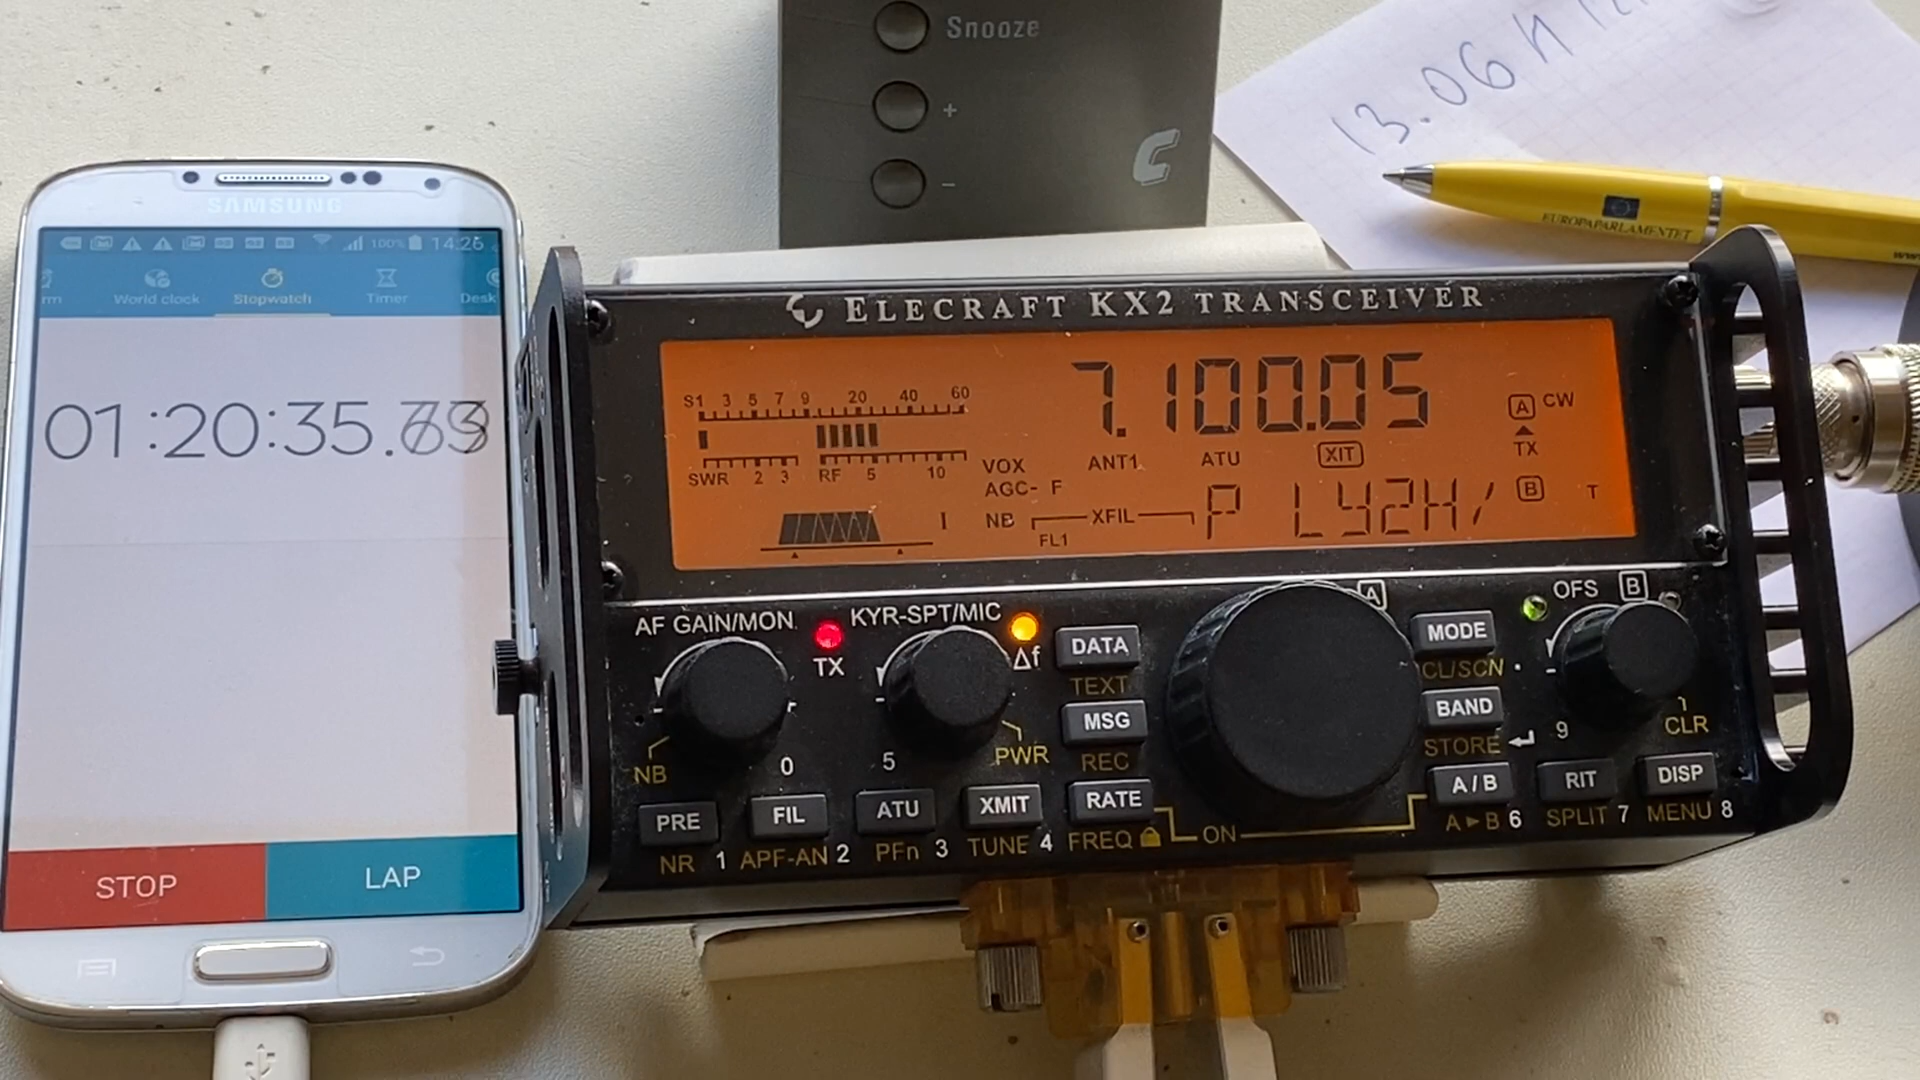 Snooze
+
–
C
13.06
SAMSUNG
100% 14:26
World clock
Stopwatch
Timer
Desk
01:20:35.
STOP
LAP
EUROPAPARLAMENTET
ELECRAFT KX2 TRANSCEIVER
S1 3 5 7 9 20 40 60
SWR 2 3 RF 5 10
7.100.05
VOX ANT1 ATU XIT
AGC- F
NB XFIL
FL1
I
P LY2H/
A CW
TX
B T
AF GAIN/MON
TX
KYR-SPT/MIC
Δf
NB
0
5
PWR
DATA
TEXT
MSG
REC
RATE
FREQ
ON
A
MODE
CL/SCN
BAND
STORE
A/B
A ▸ B 6
OFS B
9
CLR
RIT
SPLIT 7
DISP
MENU 8
PRE
NR 1
FIL
APF-AN 2
ATU
PFn 3
XMIT
TUNE 4